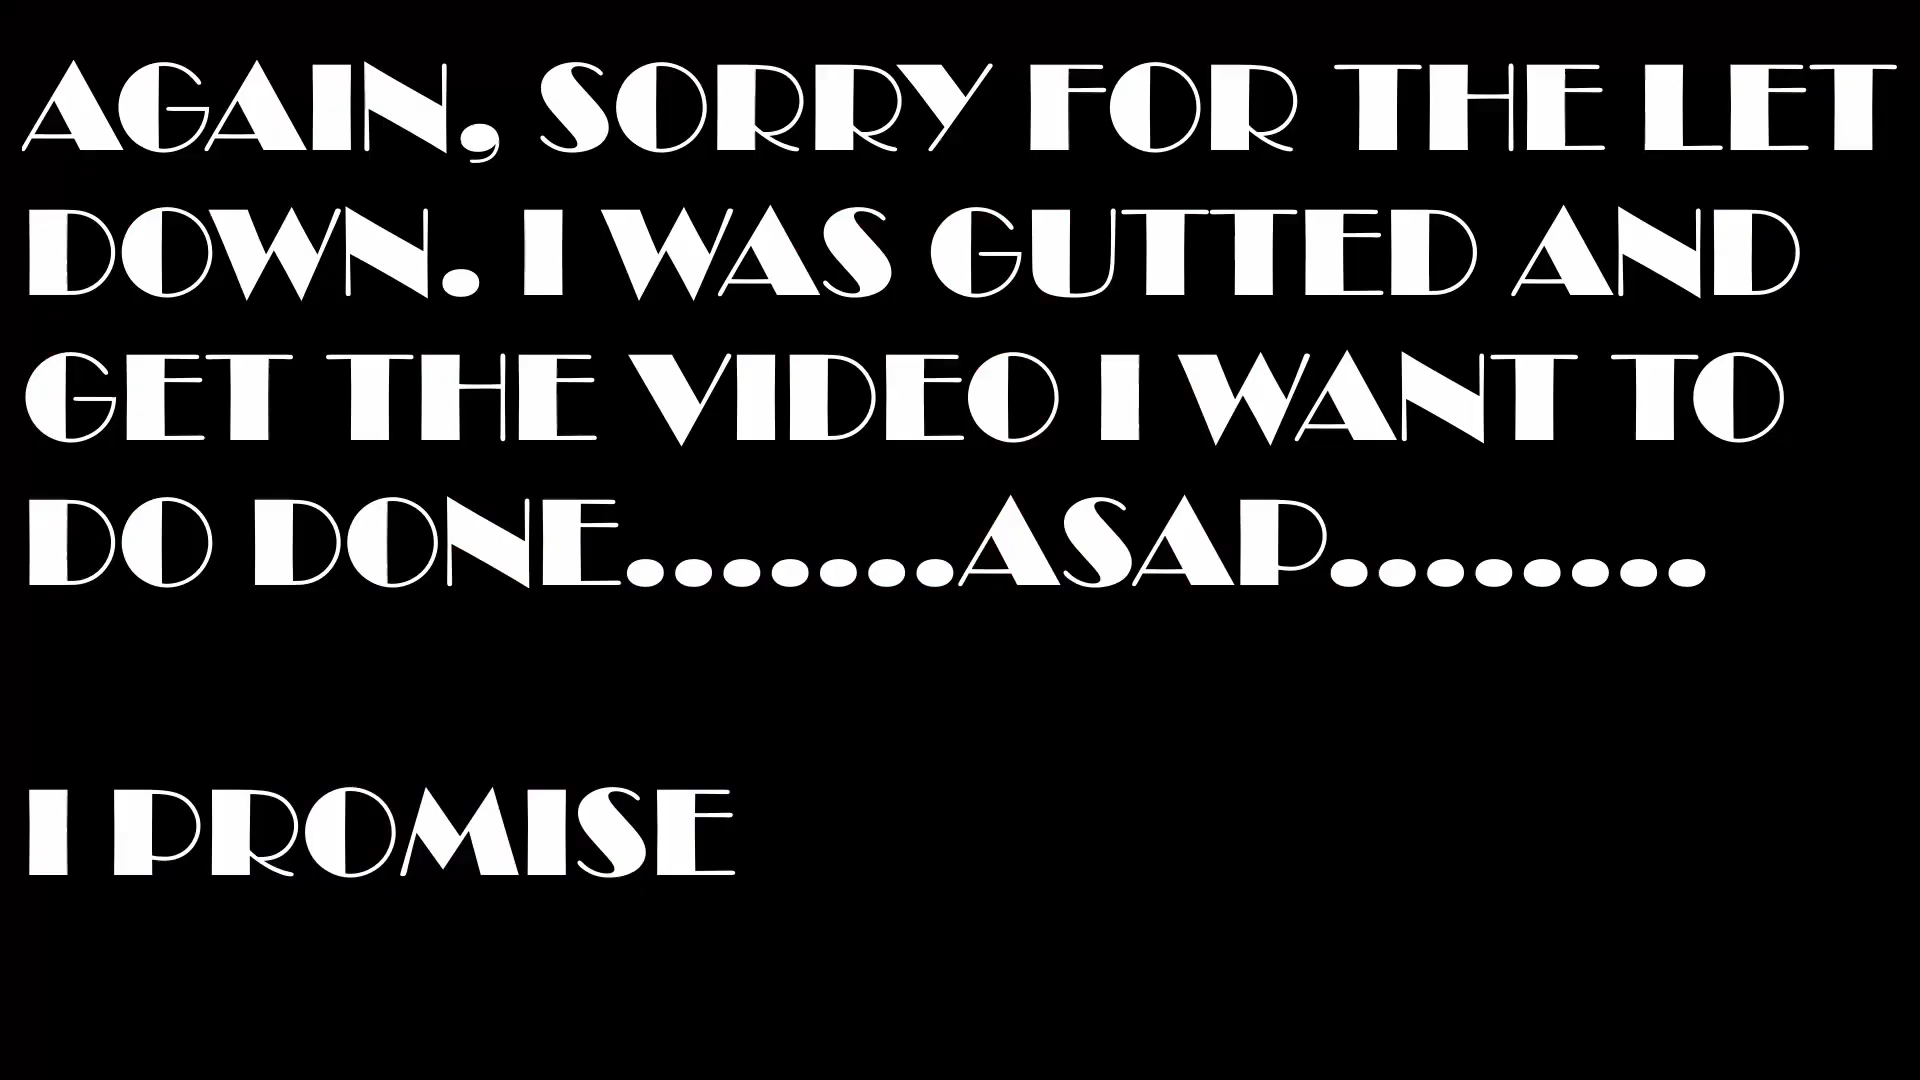 AGAIN, SORRY FOR THE LET
DOWN. I WAS GUTTED AND
GET THE VIDEO I WANT TO
DO DONE.......ASAP........
I PROMISE